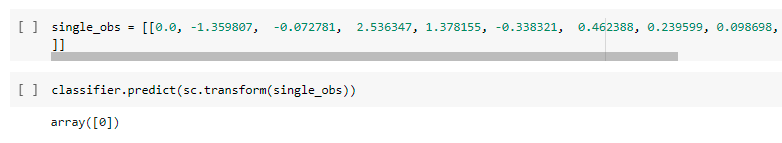 [ ] single_obs = [[0.0, -1.359807,  -0.072781,  2.536347, 1.378155, -0.338321,  0.462388, 0.239599, 0.098698,
]]
[ ] classifier.predict(sc.transform(single_obs))
array([0])